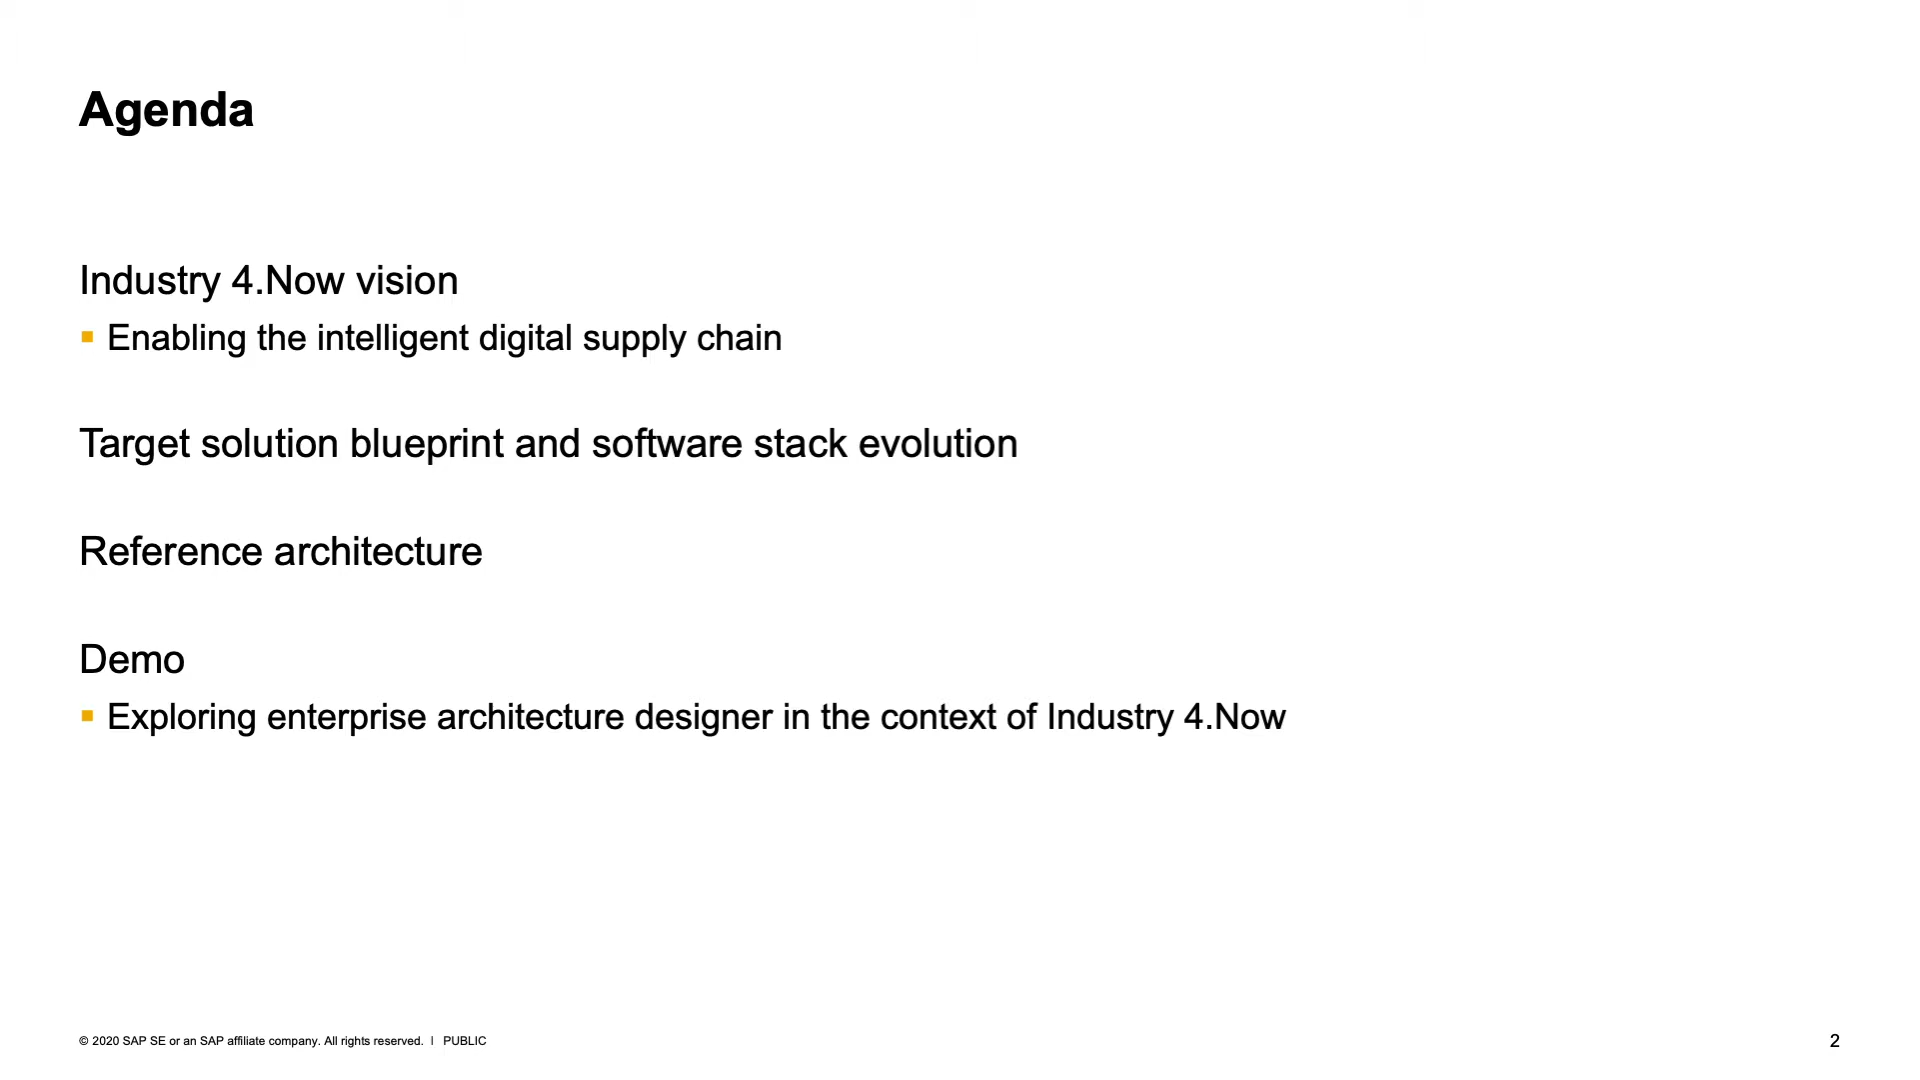 Agenda
Industry 4.Now vision
▪ Enabling the intelligent digital supply chain
Target solution blueprint and software stack evolution
Reference architecture
Demo
▪ Exploring enterprise architecture designer in the context of Industry 4.Now
© 2020 SAP SE or an SAP affiliate company. All rights reserved. | PUBLIC
2